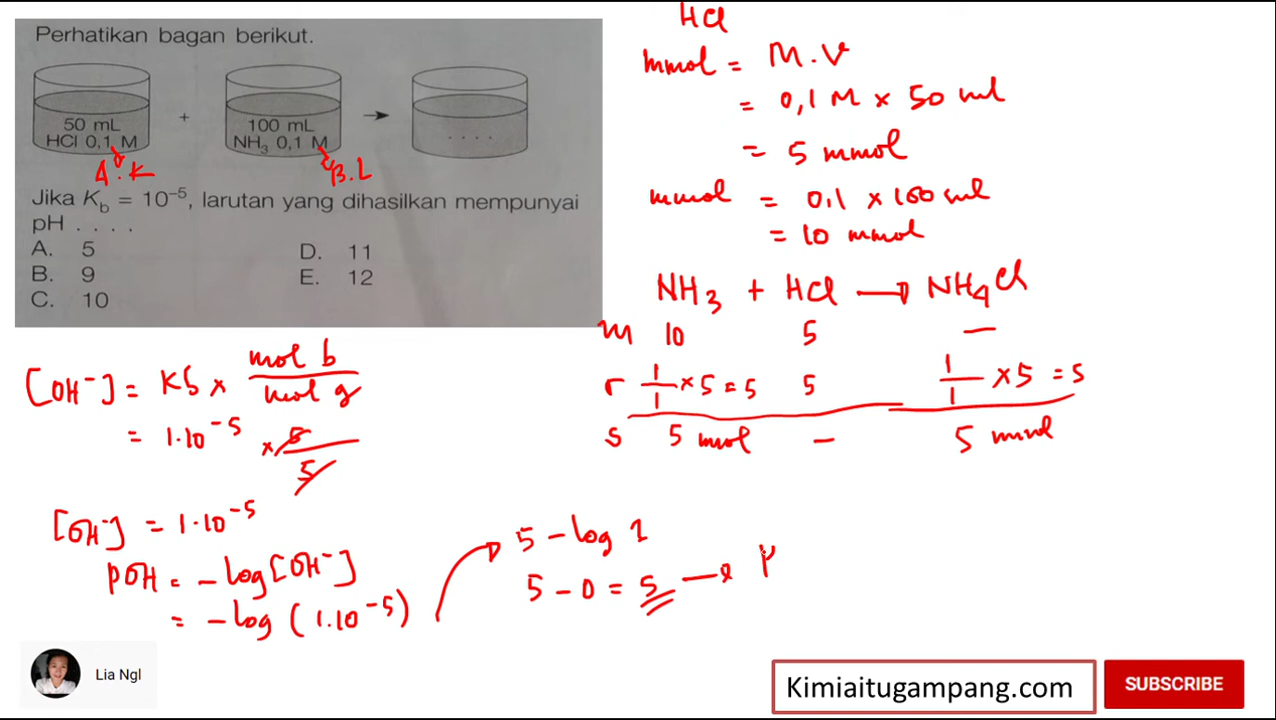 Perhatikan bagan berikut.
50 mL
HCl 0,1 M
+
100 mL
NH₃ 0,1 M
→
. . . .
A.K
B.L
Jika K_b = 10⁻⁵, larutan yang dihasilkan mempunyai
pH . . . .
A. 5
B. 9
C. 10
D. 11
E. 12
HCl
mmol = M.V
= 0,1 M × 50 ml
= 5 mmol
mmol = 0,1 × 100 ml
= 10 mmol
NH₃ + HCl → NH₄Cl
m 10 5 –
r 1/1 × 5 = 5 5 1/1 × 5 = 5
s 5 mmol – 5 mmol
[OH⁻] = Kb × mol b / mol g
= 1.10⁻⁵ × 5/5
[OH⁻] = 1.10⁻⁵
POH = -log[OH⁻]
= -log (1.10⁻⁵)
5 - log 1
5 - 0 = 5 → P
Lia Ngl
Kimiaitugampang.com
SUBSCRIBE